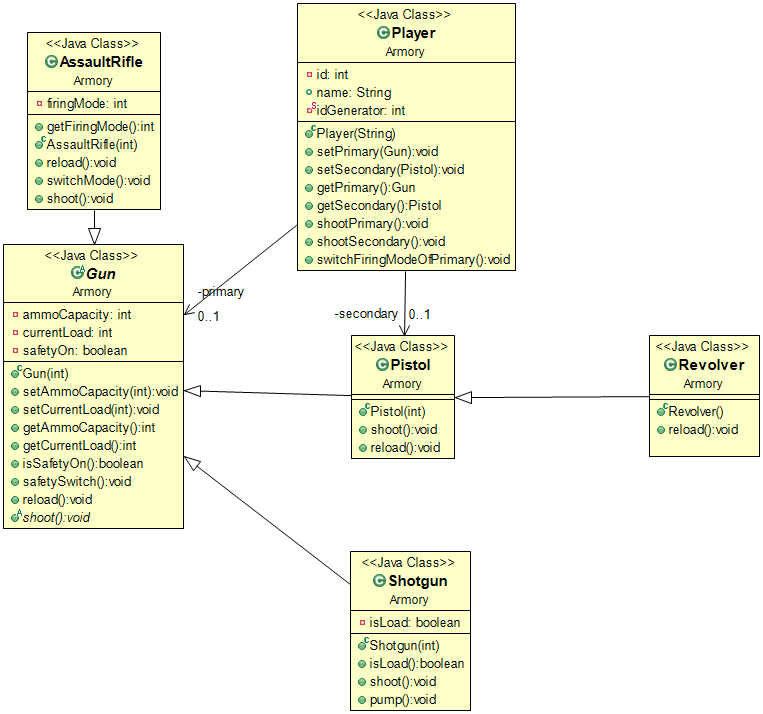 <<Java Class>>
AssaultRifle
Armory
firingMode: int
getFiringMode():int
AssaultRifle(int)
reload():void
switchMode():void
shoot():void
<<Java Class>>
Player
Armory
id: int
name: String
idGenerator: int
Player(String)
setPrimary(Gun):void
setSecondary(Pistol):void
getPrimary():Gun
getSecondary():Pistol
shootPrimary():void
shootSecondary():void
switchFiringModeOfPrimary():void
<<Java Class>>
Gun
Armory
ammoCapacity: int
currentLoad: int
safetyOn: boolean
Gun(int)
setAmmoCapacity(int):void
setCurrentLoad(int):void
getAmmoCapacity():int
getCurrentLoad():int
isSafetyOn():boolean
safetySwitch():void
reload():void
shoot():void
-primary
0..1
-secondary 0..1
<<Java Class>>
Pistol
Armory
Pistol(int)
shoot():void
reload():void
<<Java Class>>
Revolver
Armory
Revolver()
reload():void
<<Java Class>>
Shotgun
Armory
isLoad: boolean
Shotgun(int)
isLoad():boolean
shoot():void
pump():void